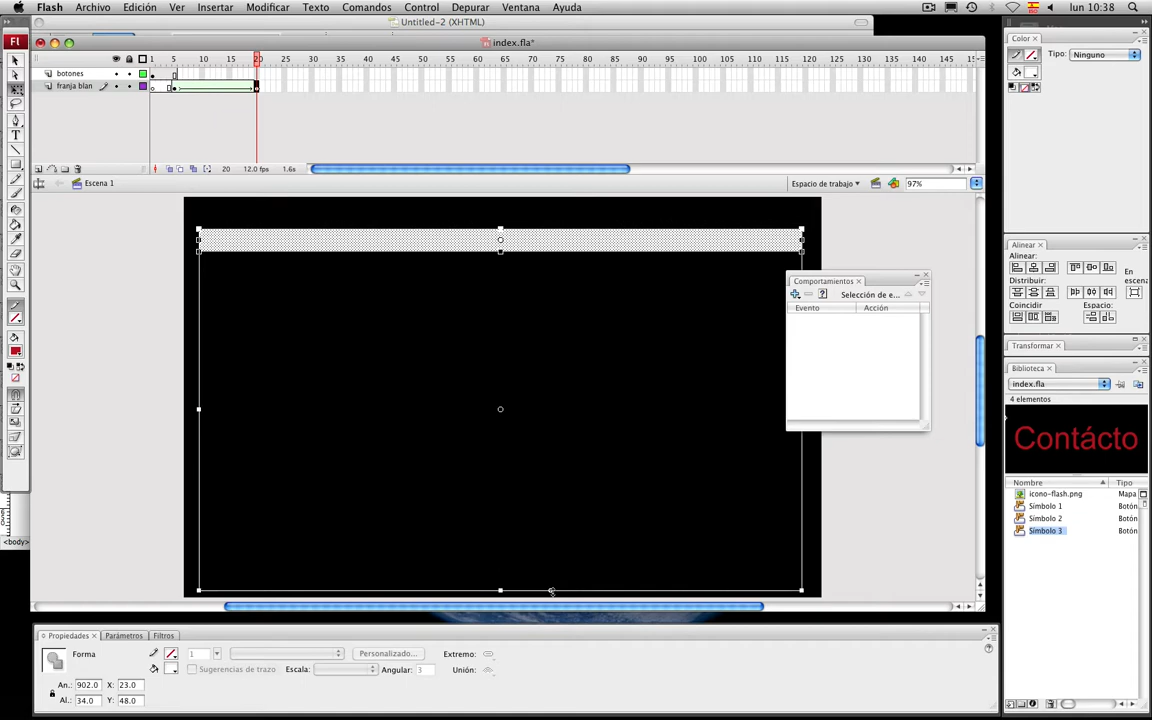 Flash Archivo Edición Ver Insertar Modificar Texto Comandos Control Depurar Ventana Ayuda lun 10:38
Untitled-2 (XHTML)
Fl
index.fla*
1 5 10 15 20 25 30 35 40 45 50 55 60 65 70 75 80 85 90 95 100 105 110 115 120 125 130 135 140 145
botones
franja blan
20 12.0 fps 1.6s
Escena 1
Espacio de trabajo 97%
Color
Tipo: Ninguno
Alinear
Alinear:
Distribuir:
En escena
Coincidir Espacio:
Transformar
Biblioteca
index.fla
4 elementos
Contácto
Nombre Tipo
icono-flash.png Mapa
Símbolo 1 Botón
Símbolo 2 Botón
Símbolo 3 Botón
Comportamientos
Selección de e...
Evento Acción
<body>
Propiedades Parámetros Filtros
Forma 1 Personalizado... Extremo:
Sugerencias de trazo Escala: Angular: 3 Unión:
An.: 902.0 X: 23.0
Al.: 34.0 Y: 48.0